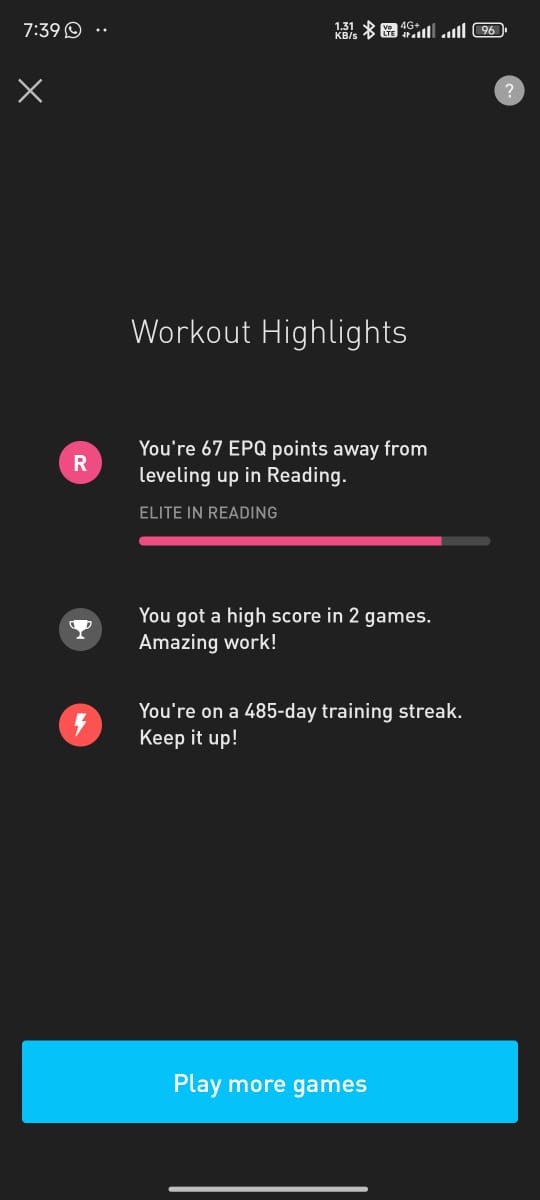 7:39
1.31
KB/s
Vo
LTE
4G+
96
?
Workout Highlights
R
You're 67 EPQ points away from
leveling up in Reading.
ELITE IN READING
You got a high score in 2 games.
Amazing work!
You're on a 485-day training streak.
Keep it up!
Play more games